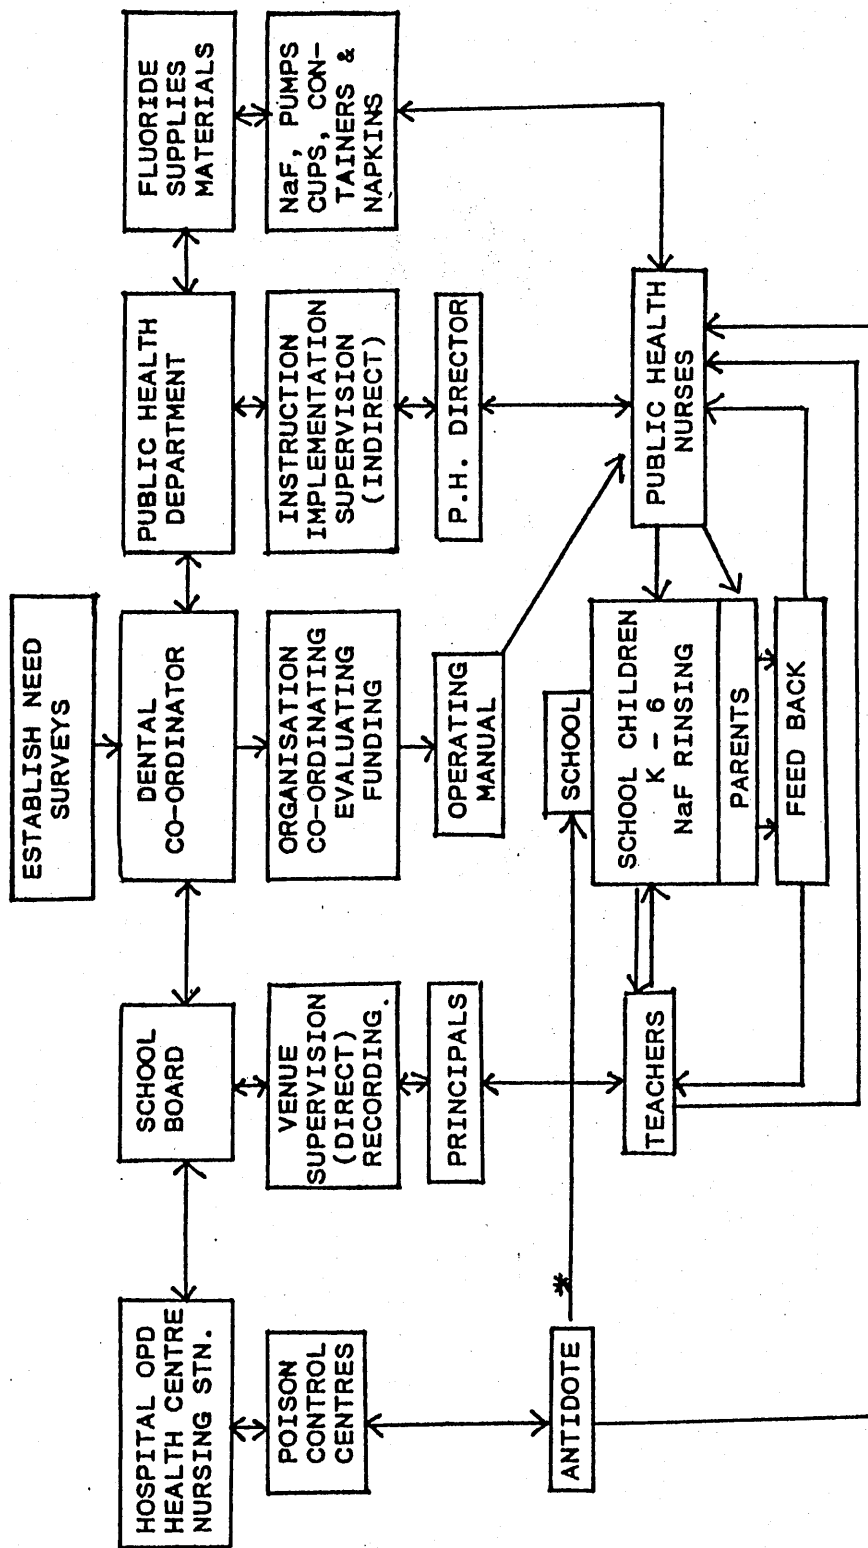 ESTABLISH NEED
SURVEYS
HOSPITAL OPD
HEALTH CENTRE
NURSING STN.
SCHOOL
BOARD
DENTAL
CO-ORDINATOR
PUBLIC HEALTH
DEPARTMENT
FLUORIDE
SUPPLIES
MATERIALS
POISON
CONTROL
CENTRES
VENUE
SUPERVISION
(DIRECT)
RECORDING.
ORGANISATION
CO-ORDINATING
EVALUATING
FUNDING
INSTRUCTION
IMPLEMENTATION
SUPERVISION
(INDIRECT)
NaF, PUMPS
CUPS, CON-
TAINERS &
NAPKINS
PRINCIPALS
OPERATING
MANUAL
P.H. DIRECTOR
ANTIDOTE
*
SCHOOL
TEACHERS
SCHOOL CHILDREN
K - 6
NaF RINSING
PARENTS
PUBLIC HEALTH
NURSES
FEED BACK